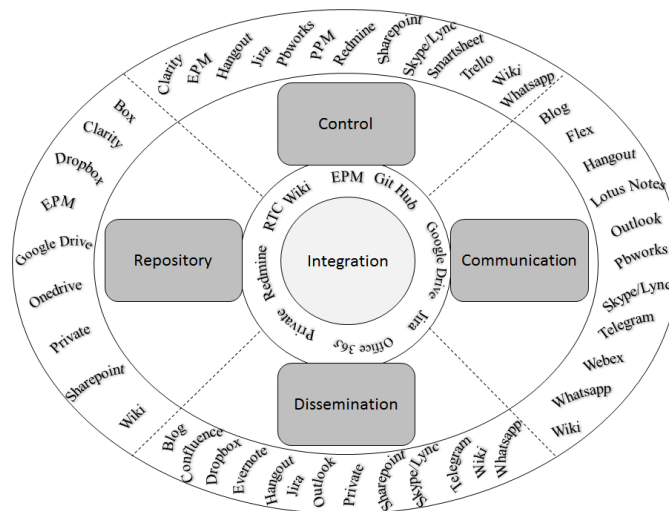 Clarity
EPM
Hangout
Jira
Pbworks
PPM
Redmine
Sharepoint
Skype/Lync
Smartsheet
Trello
Wiki
Whatsapp
Blog
Flex
Hangout
Lotus Notes
Outlook
Pbworks
Skype/Lync
Telegram
Webex
Whatsapp
Wiki
Box
Clarity
Dropbox
EPM
Google Drive
Onedrive
Private
Sharepoint
Wiki
Blog
Confluence
Dropbox
Evernote
Hangout
Jira
Outlook
Private
Sharepoint
Skype/Lync
Telegram
Wiki
Whatsapp
Control
Repository
Communication
Dissemination
Integration
RTC
Wiki
EPM
Git Hub
Google Drive
Jira
Office 365
Private
Redmine